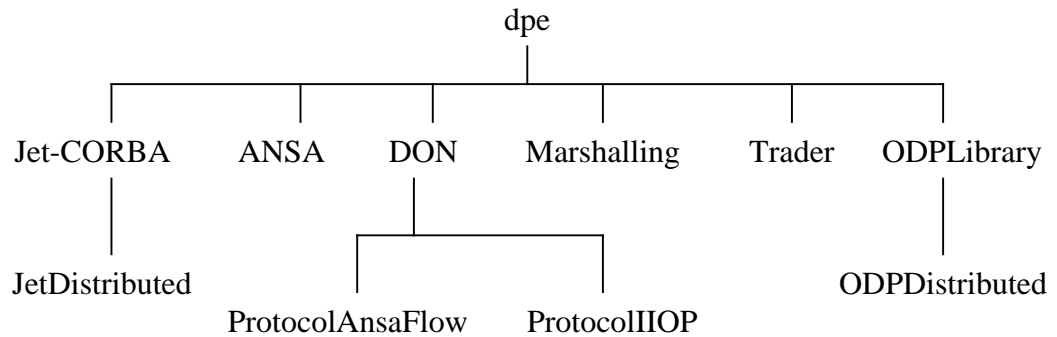 dpe
Jet-CORBA ANSA DON Marshalling Trader ODPLibrary
JetDistributed ODPDistributed
ProtocolAnsaFlow ProtocolIIOP